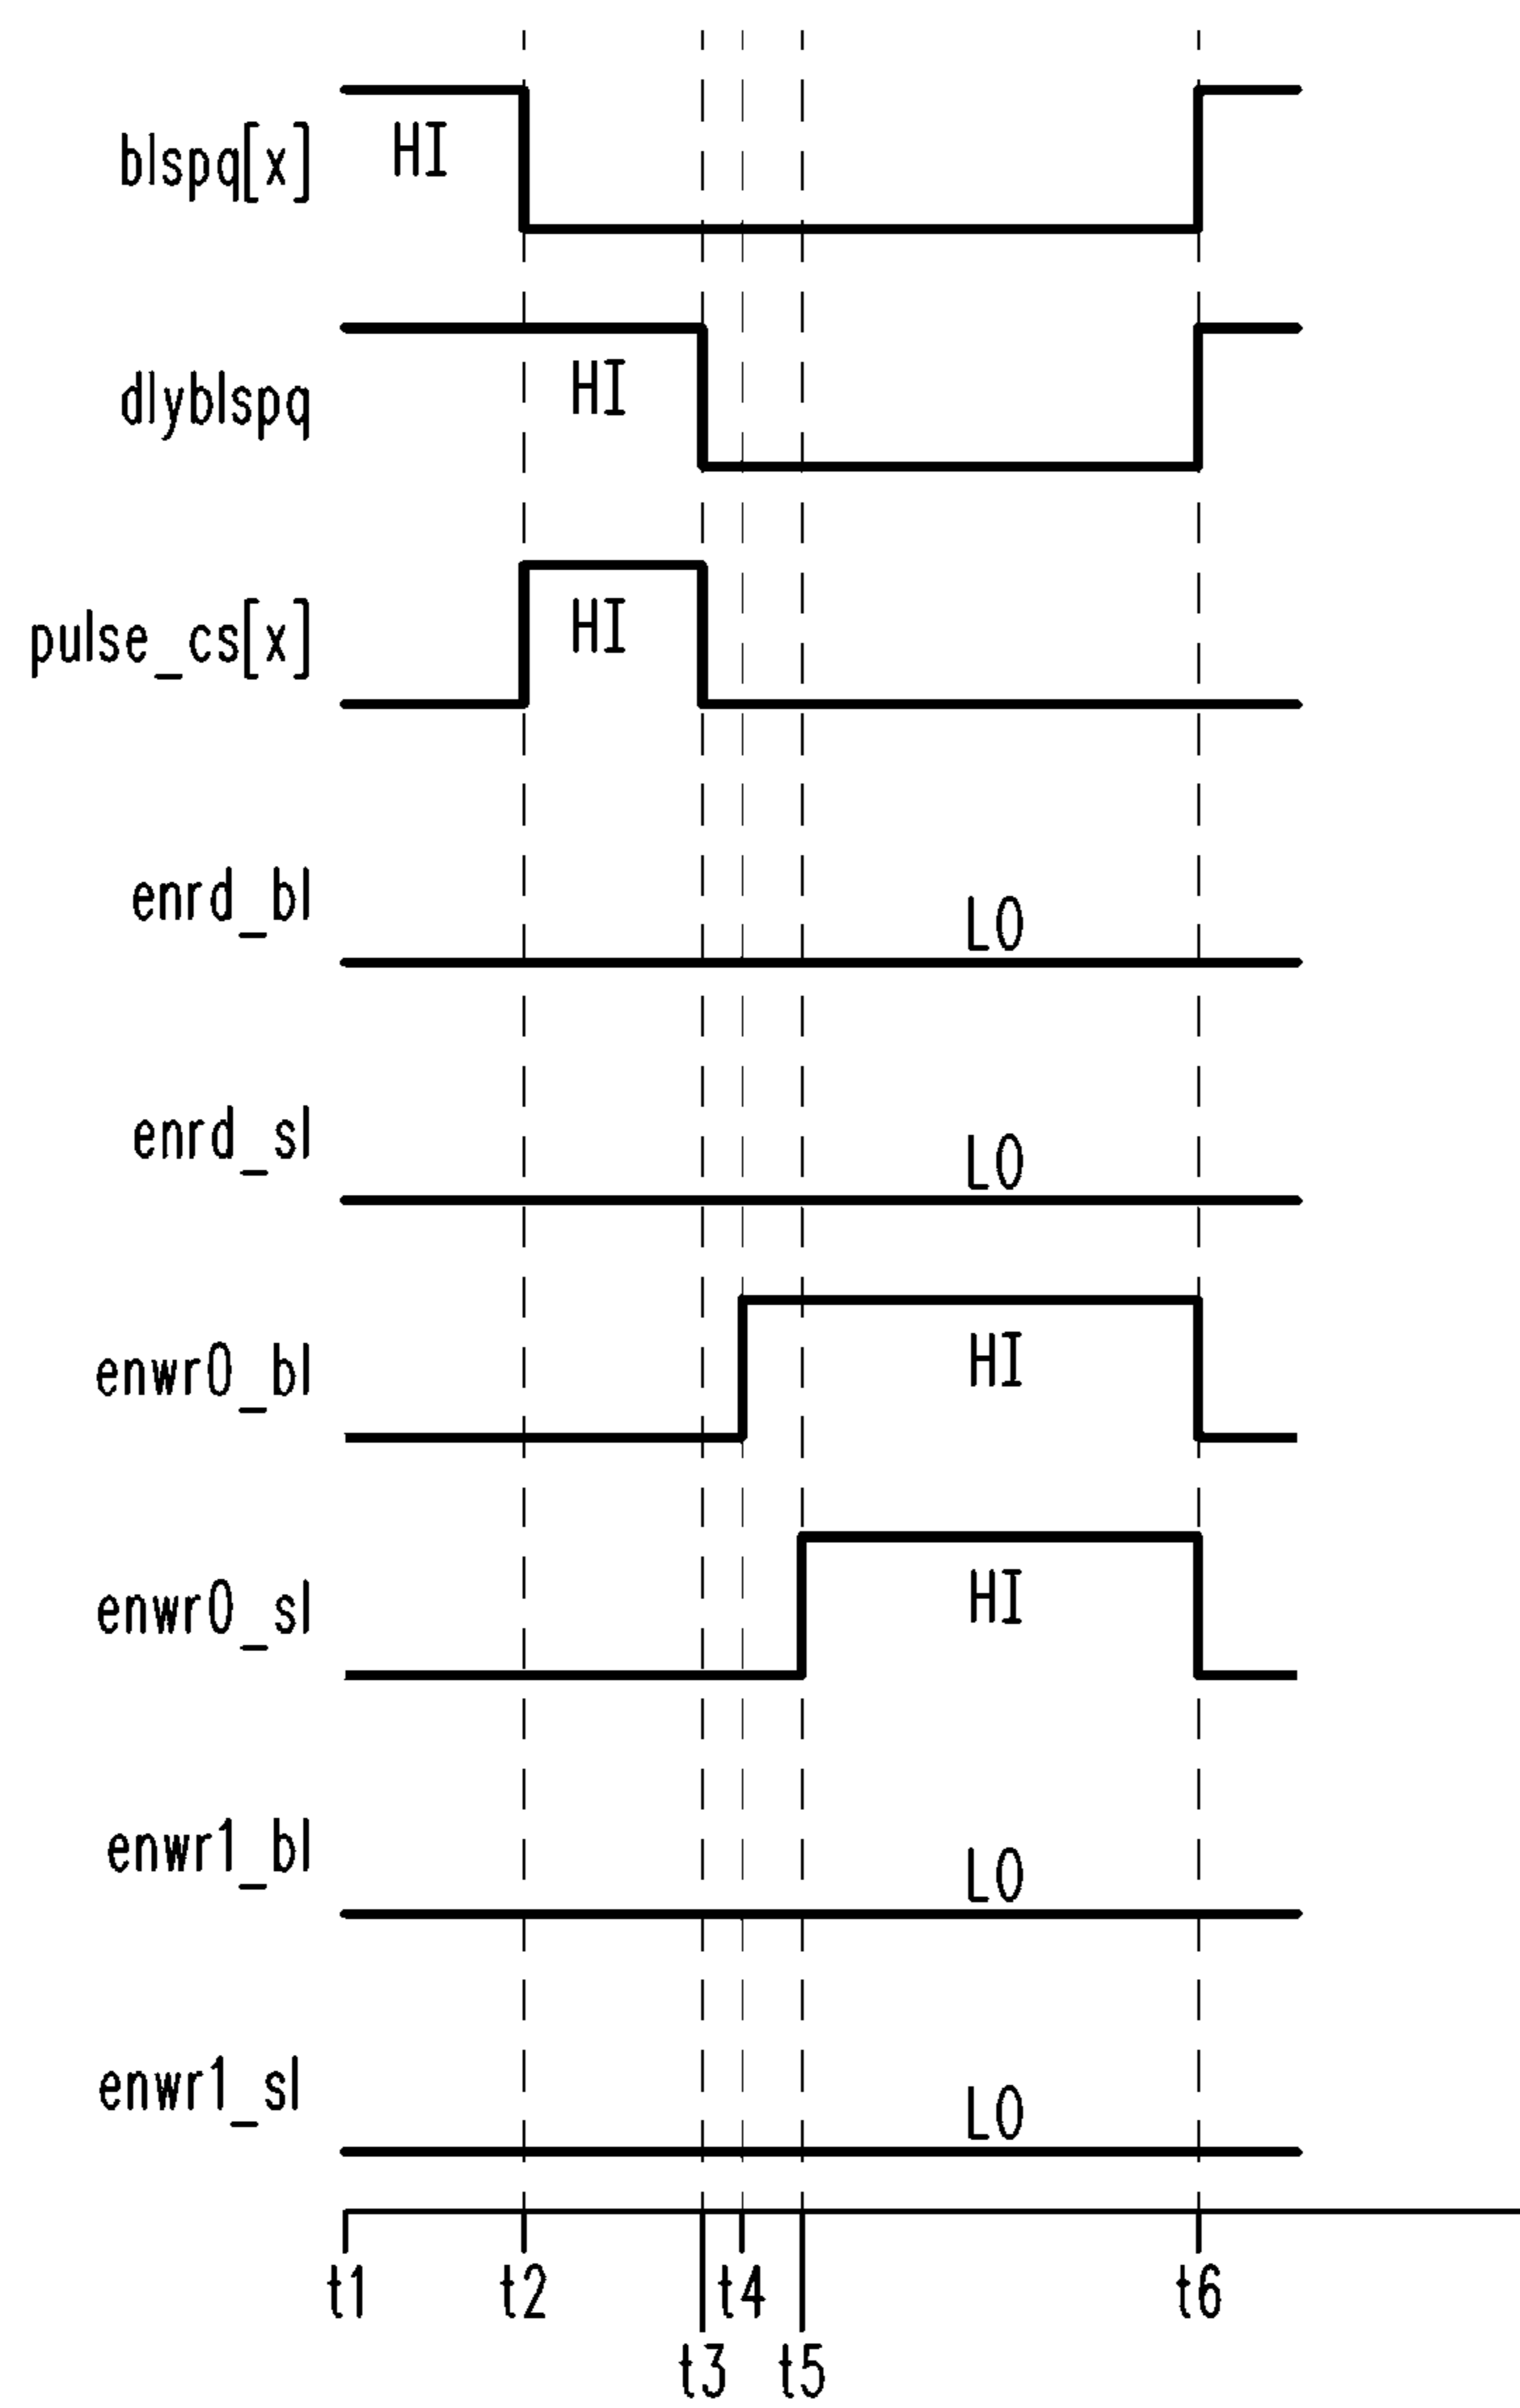 blspq[x]
HI
dlyblspq
HI
pulse_cs[x]
HI
enrd_bl
LO
enrd_sl
LO
enwr0_bl
HI
enwr0_sl
HI
enwr1_bl
LO
enwr1_sl
LO
t1 t2 t4 t6
t3 t5